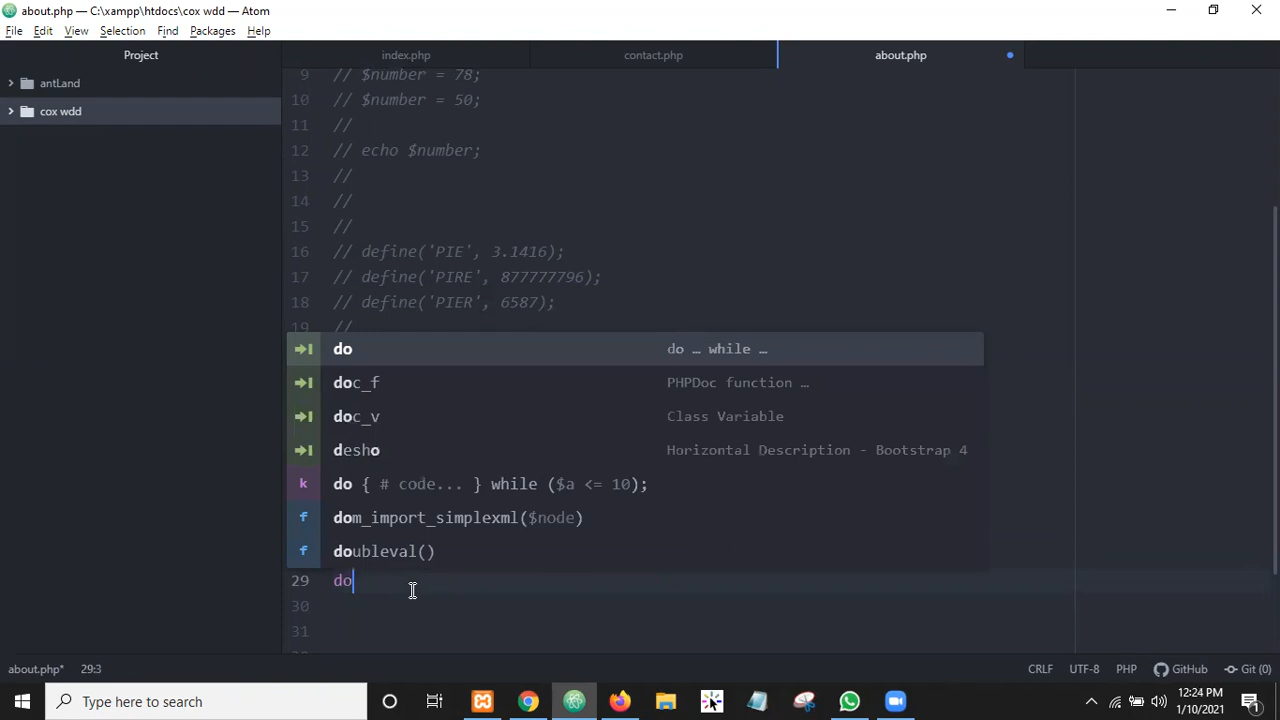 about.php — C:\xampp\htdocs\cox wdd — Atom
File Edit View Selection Find Packages Help
Project
index.php
contact.php
about.php
antLand
cox wdd
9 // $number = 78;
10 // $number = 50;
11 //
12 // echo $number;
13 //
14 //
15 //
16 // define('PIE', 3.1416);
17 // define('PIRE', 877777796);
18 // define('PIER', 6587);
19 //
do do … while …
doc_f PHPDoc function …
doc_v Class Variable
desho Horizontal Description - Bootstrap 4
k do { # code... } while ($a <= 10);
f dom_import_simplexml($node)
f doubleval()
29 do
30
31
about.php* 29:3 CRLF UTF-8 PHP GitHub Git (0)
Type here to search
12:24 PM
1/10/2021
1